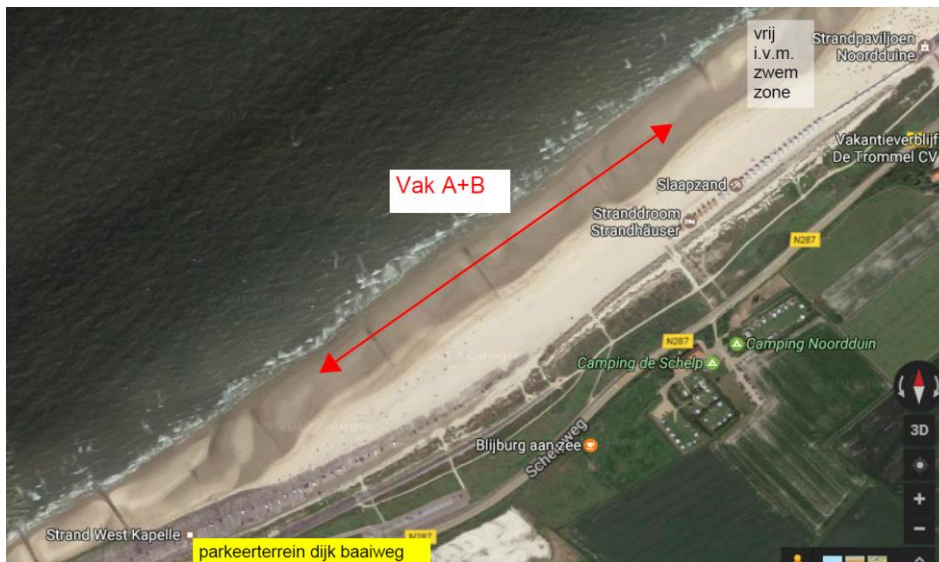 vrij
i.v.m.
zwem
zone
Strandpaviljoen
Noordduine
Vakantieverblijf
De Trommel CV
Vak A+B
Slaapzand
Stranddroom
Strandhäuser
N287
N287
Camping Noordduin
Camping de Schelp
3D
Blijburg aan zee
Schelpweg
Strand West Kapelle
N287
parkeerterrein dijk baaiweg